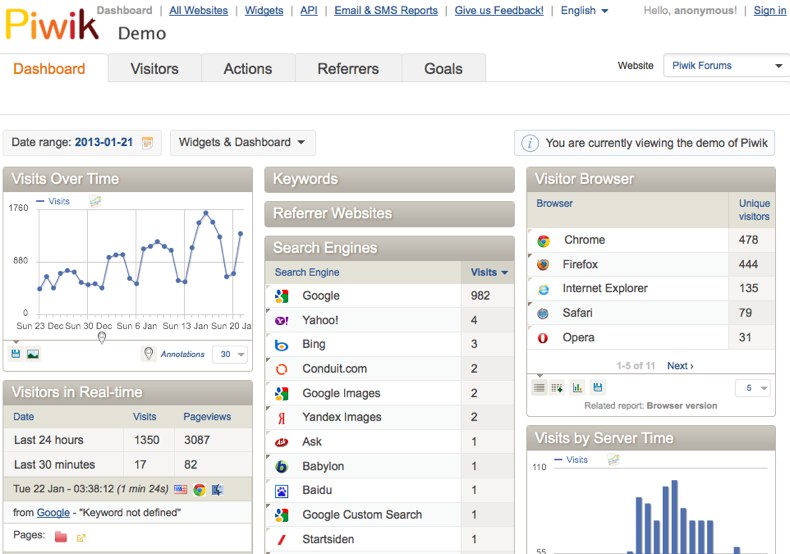 Piwik Demo
Dashboard | All Websites | Widgets | API | Email & SMS Reports | Give us Feedback! | English
Hello, anonymous! | Sign in
Dashboard Visitors Actions Referrers Goals
Website Piwik Forums
Date range: 2013-01-21
Widgets & Dashboard
You are currently viewing the demo of Piwik
Visits Over Time
Visits
1760
880
0
Sun 23 Dec Sun 30 Dec Sun 6 Jan Sun 13 Jan Sun 20 Ja
Annotations 30
Visitors in Real-time
Date Visits Pageviews
Last 24 hours 1350 3087
Last 30 minutes 17 82
Tue 22 Jan - 03:38:12 (1 min 24s)
from Google - "Keyword not defined"
Pages:
Keywords
Referrer Websites
Search Engines
Search Engine Visits
Google 982
Yahoo! 4
Bing 3
Conduit.com 2
Google Images 2
Yandex Images 2
Ask 1
Babylon 1
Baidu 1
Google Custom Search 1
Startsiden 1
Visitor Browser
Browser Unique visitors
Chrome 478
Firefox 444
Internet Explorer 135
Safari 79
Opera 31
1-5 of 11 Next ›
5
Related report: Browser version
Visits by Server Time
Visits
110
55